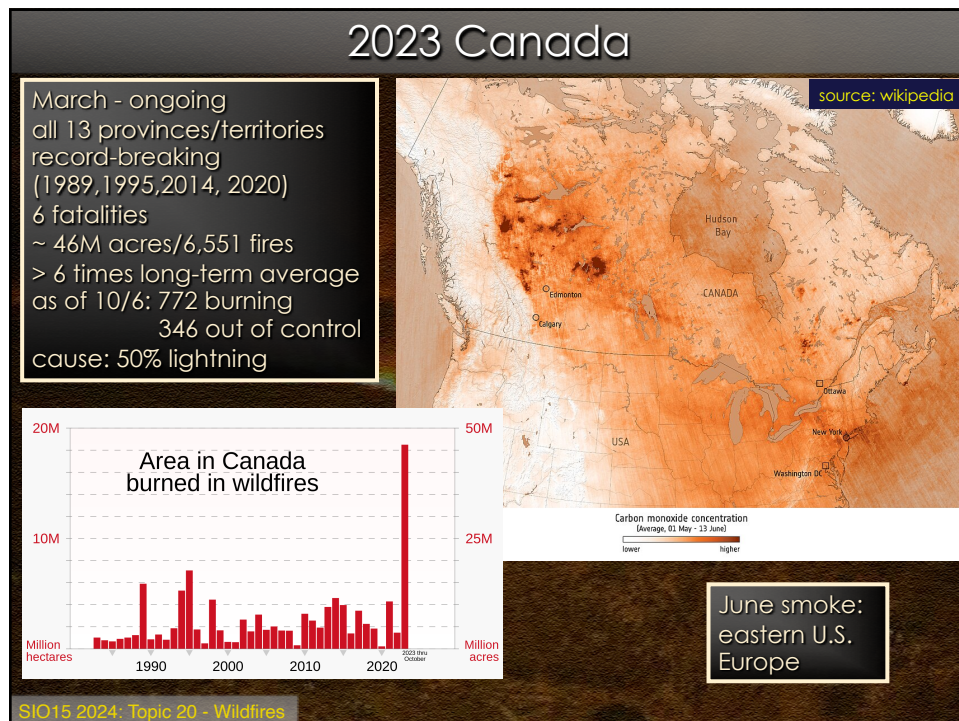 2023 Canada
source: wikipedia
March - ongoing
all 13 provinces/territories
record-breaking
(1989,1995,2014, 2020)
6 fatalities
~ 46M acres/6,551 fires
> 6 times long-term average
as of 10/6: 772 burning
346 out of control
cause: 50% lightning
Hudson
Bay
CANADA
Edmonton
Calgary
Ottawa
New York
USA
Washington DC
Carbon monoxide concentration
(Average, 01 May - 13 June)
lower higher
20M 50M
Area in Canada
burned in wildfires
10M 25M
Million
hectares
Million
acres
1990 2000 2010 2020
2023 thru
October
June smoke:
eastern U.S.
Europe
SIO15 2024: Topic 20 - Wildfires